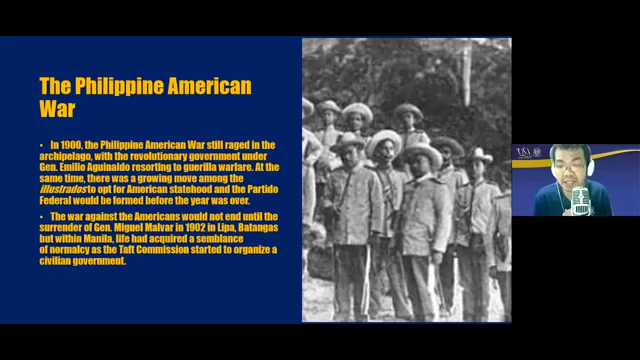 The Philippine American
War
• In 1900, the Philippine American War still raged in the
archipelago, with the revolutionary government under
Gen. Emilio Aguinaldo resorting to guerilla warfare. At the
same time, there was a growing move among the
illustradosto opt for American statehood and the Partido
Federal would be formed before the year was over.
• The war against the Americans would not end until the
surrender of Gen. Miguel Malvar in 1902 in Lipa, Batangas
but within Manila, life had acquired a semblance
of normalcy as the Taft Commission started to organize a
civilian government.